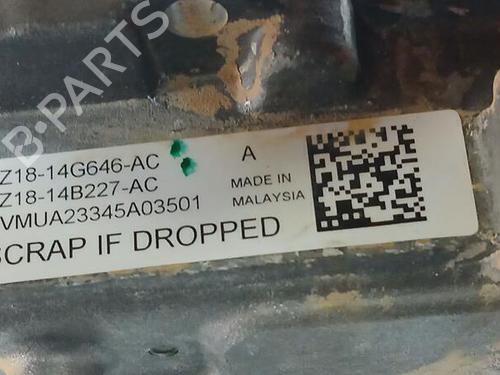 B-PARTS
Z18-14G646-AC
Z18-14B227-AC
VMUA23345A03501
A
MADE IN
MALAYSIA
SCRAP IF DROPPED